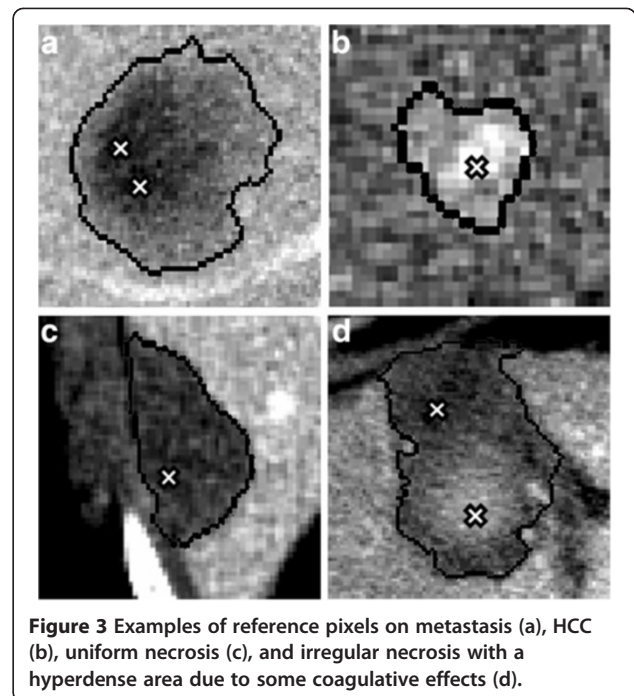 a
b
c
d
Figure 3 Examples of reference pixels on metastasis (a), HCC
(b), uniform necrosis (c), and irregular necrosis with a
hyperdense area due to some coagulative effects (d).